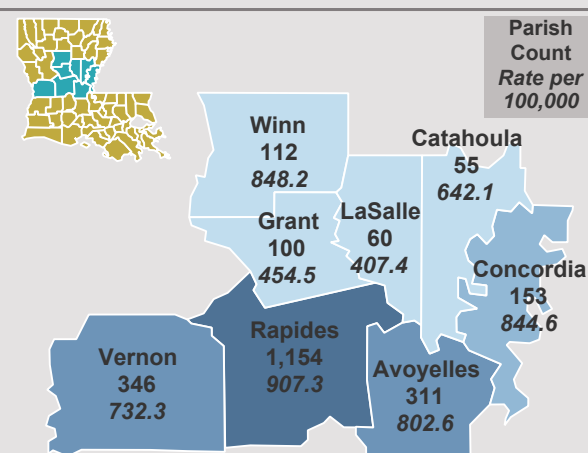 Parish
Count
Rate per
100,000
Winn
112
848.2
Catahoula
55
642.1
Grant
100
454.5
LaSalle
60
407.4
Concordia
153
844.6
Rapides
1,154
907.3
Vernon
346
732.3
Avoyelles
311
802.6